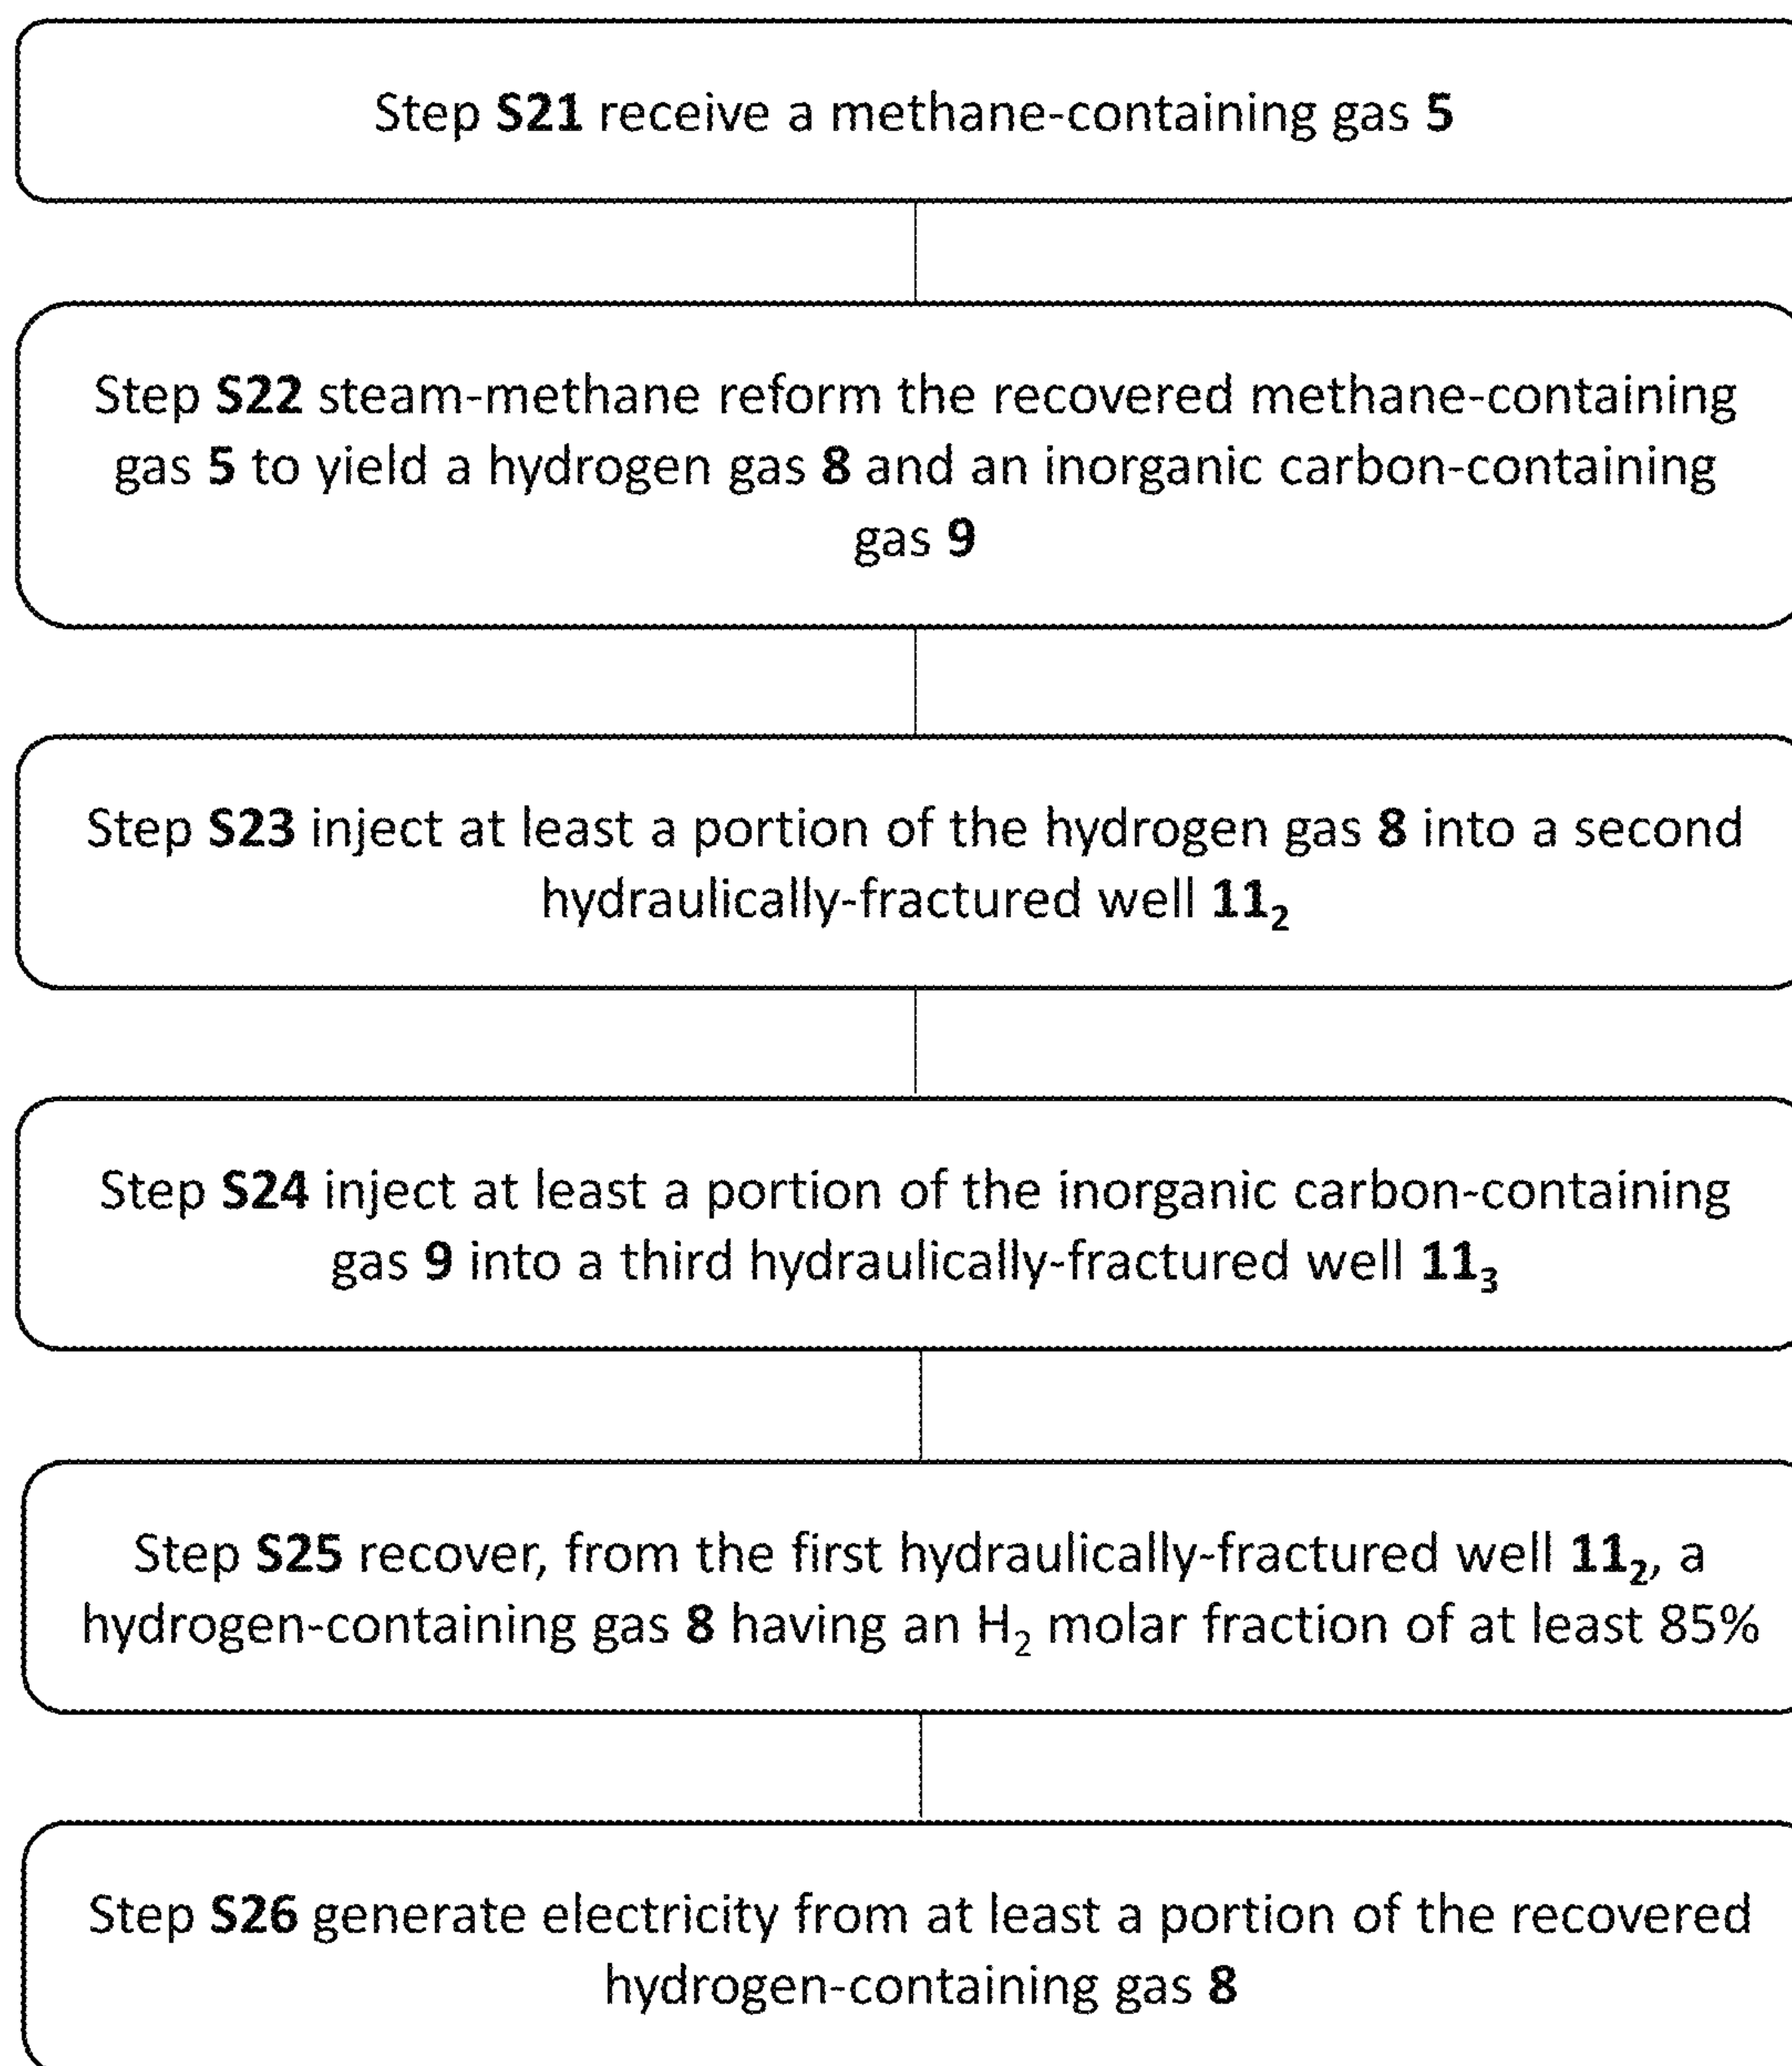 Step S21 receive a methane-containing gas 5
Step S22 steam-methane reform the recovered methane-containing
gas 5 to yield a hydrogen gas 8 and an inorganic carbon-containing
gas 9
Step S23 inject at least a portion of the hydrogen gas 8 into a second
hydraulically-fractured well 11₂
Step S24 inject at least a portion of the inorganic carbon-containing
gas 9 into a third hydraulically-fractured well 11₃
Step S25 recover, from the first hydraulically-fractured well 11₂, a
hydrogen-containing gas 8 having an H₂ molar fraction of at least 85%
Step S26 generate electricity from at least a portion of the recovered
hydrogen-containing gas 8